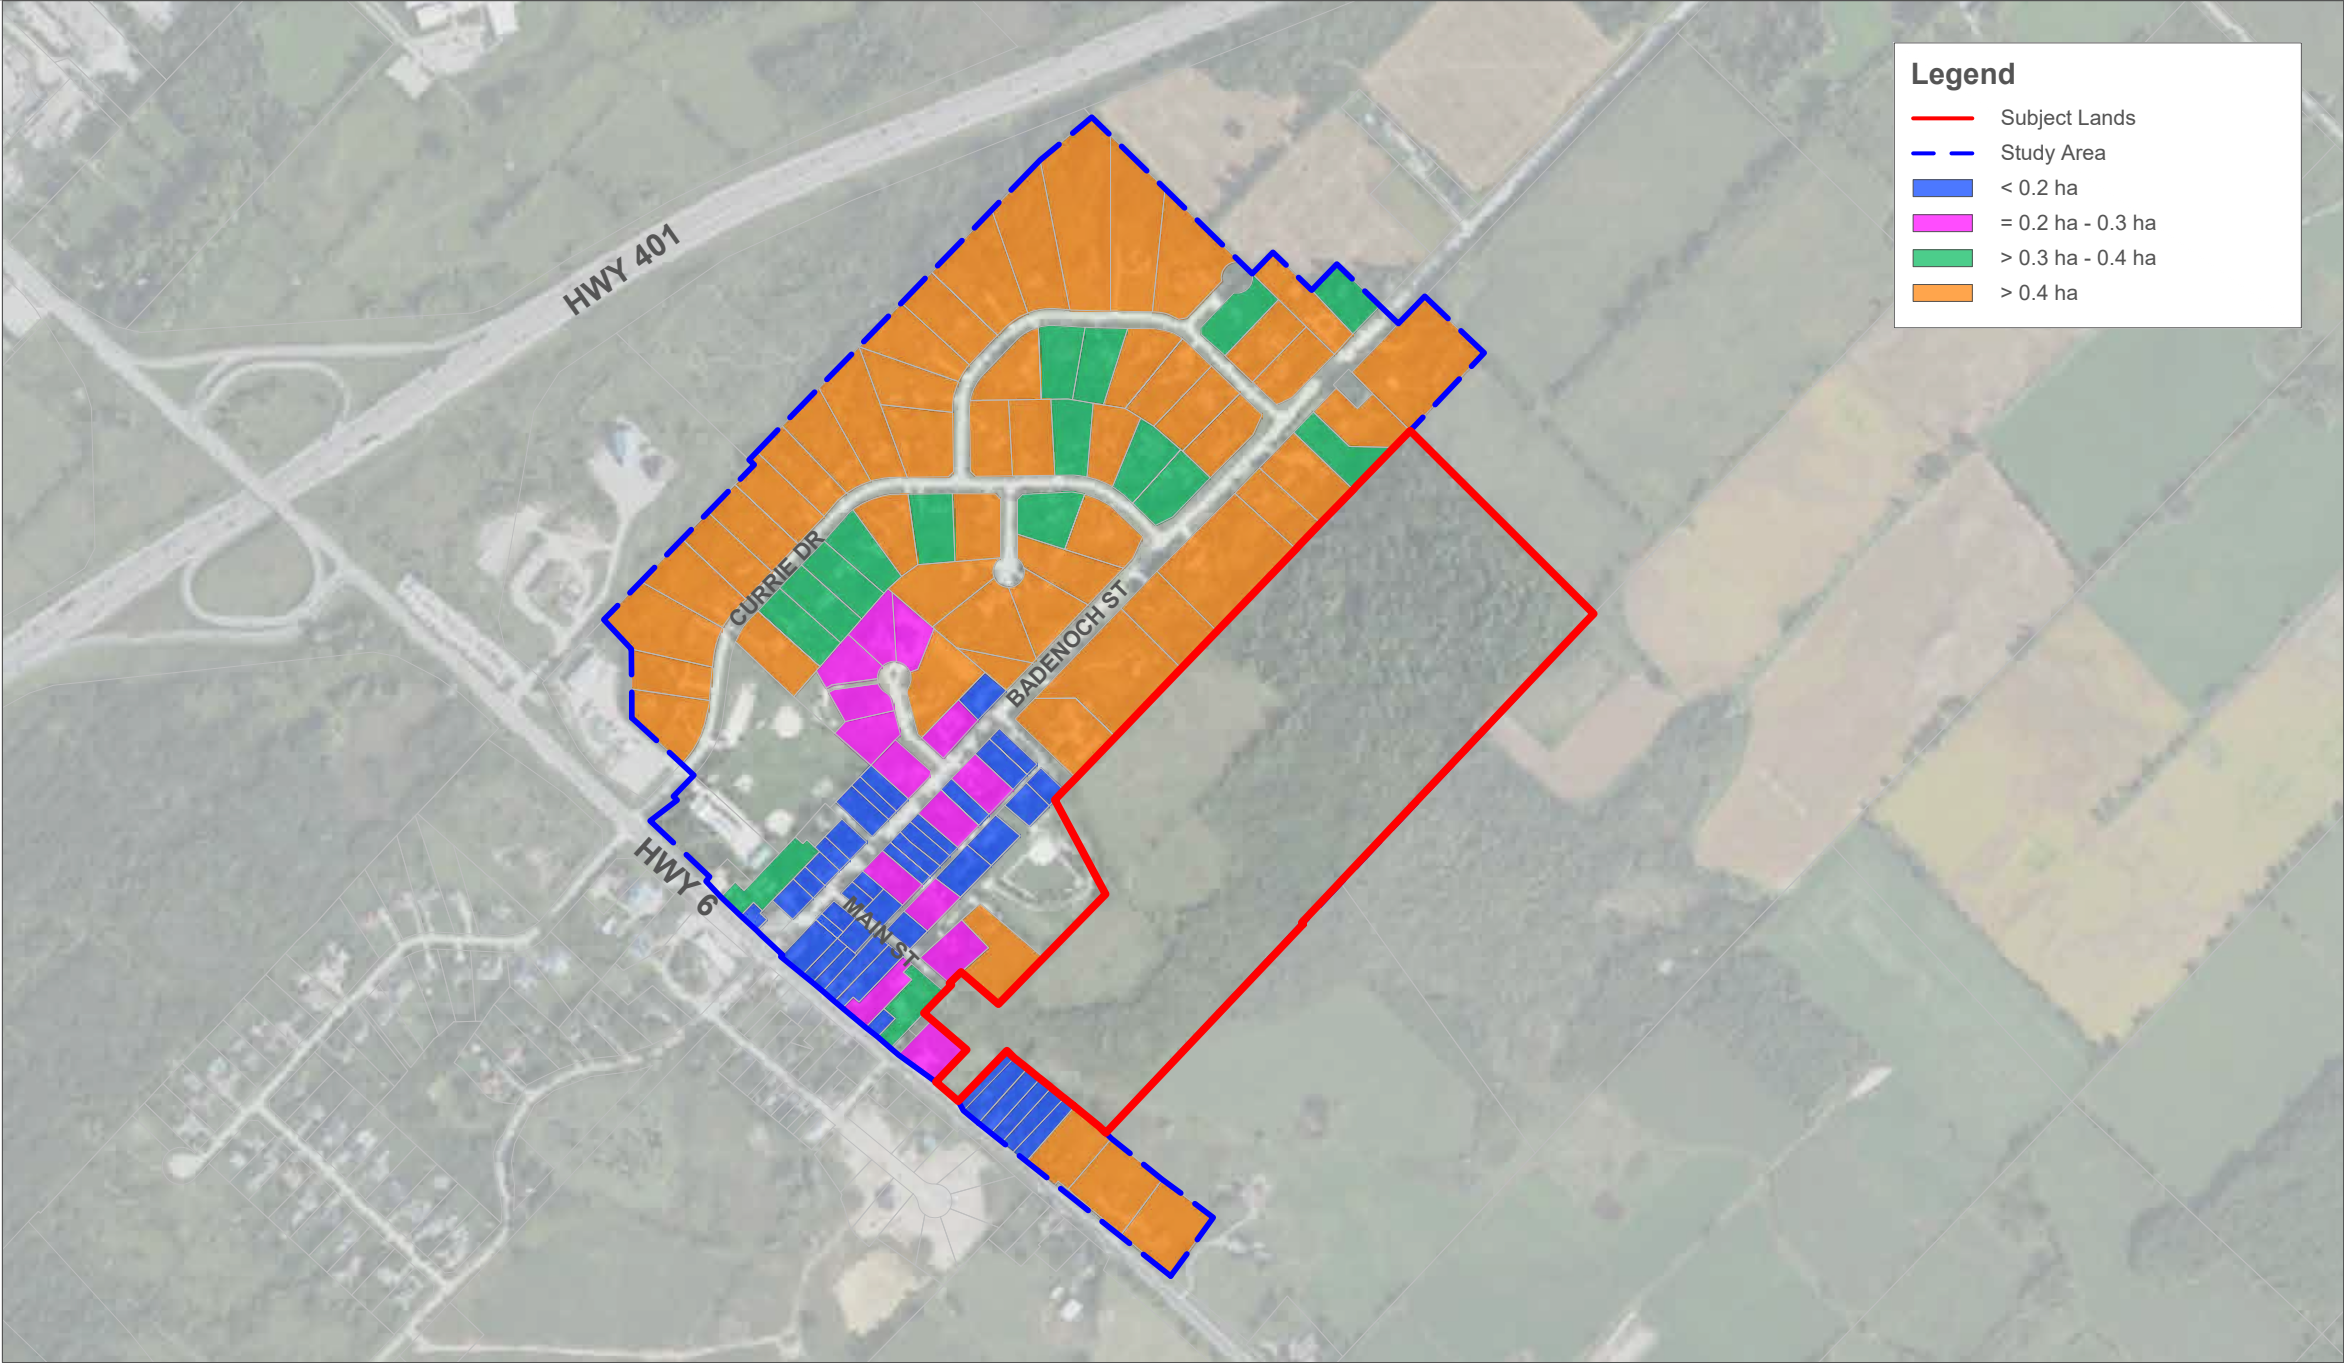 Legend
Subject Lands
Study Area
< 0.2 ha
= 0.2 ha - 0.3 ha
> 0.3 ha - 0.4 ha
> 0.4 ha
HWY 401
CURRIE DR
BADENOCH ST
HWY 6
MAIN ST